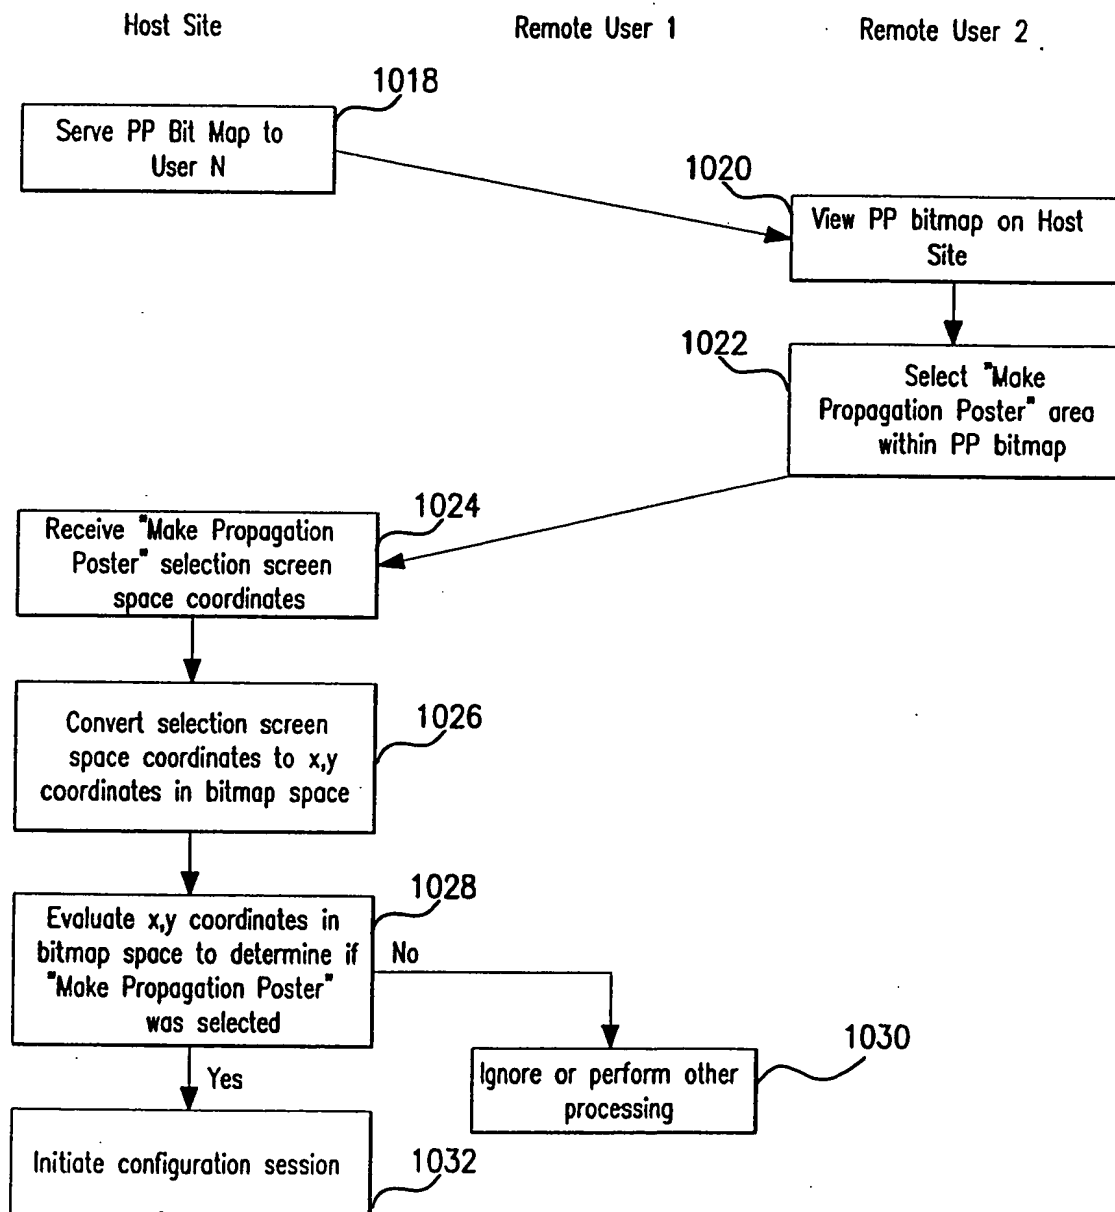 Host Site
Remote User 1
Remote User 2
1018
Serve PP Bit Map to
User N
1020
View PP bitmap on Host
Site
1022
Select "Make
Propagation Poster" area
within PP bitmap
1024
Receive "Make Propagation
Poster" selection screen
space coordinates
1026
Convert selection screen
space coordinates to x,y
coordinates in bitmap space
1028
Evaluate x,y coordinates in
bitmap space to determine if
"Make Propagation Poster"
was selected
No
Yes
1030
Ignore or perform other
processing
1032
Initiate configuration session